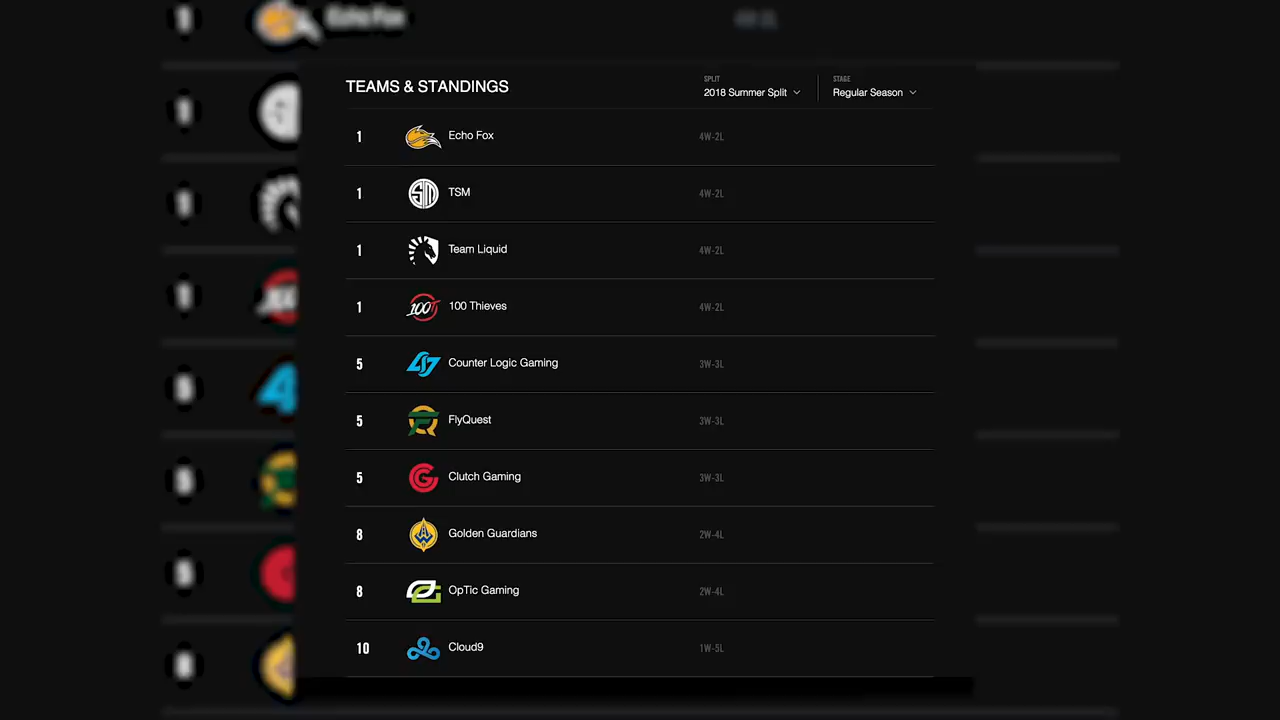 Echo Fox
TEAMS & STANDINGS
SPLIT
2018 Summer Split
STAGE
Regular Season
1 Echo Fox 4W-2L
1 TSM 4W-2L
1 Team Liquid 4W-2L
1 100 Thieves 4W-2L
5 Counter Logic Gaming 3W-3L
5 FlyQuest 3W-3L
5 Clutch Gaming 3W-3L
8 Golden Guardians 2W-4L
8 OpTic Gaming 2W-4L
10 Cloud9 1W-5L